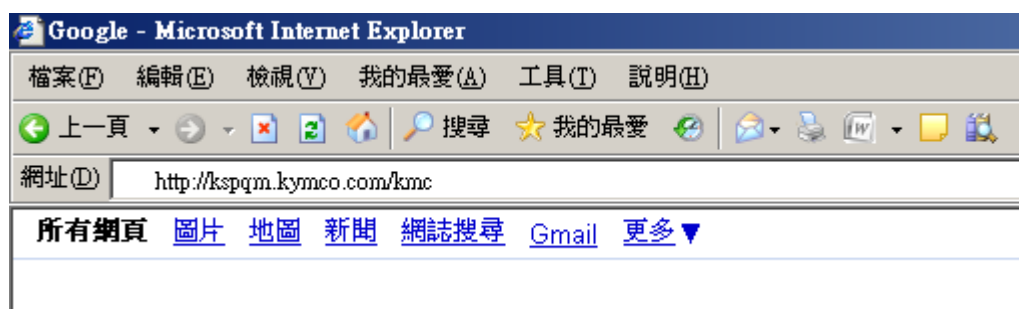 Google - Microsoft Internet Explorer
檔案(F) 編輯(E) 檢視(V) 我的最愛(A) 工具(T) 說明(H)
上一頁 搜尋 我的最愛
網址(D) http://kspqm.kymco.com/kmc
所有網頁 圖片 地圖 新聞 網誌搜尋 Gmail 更多▼